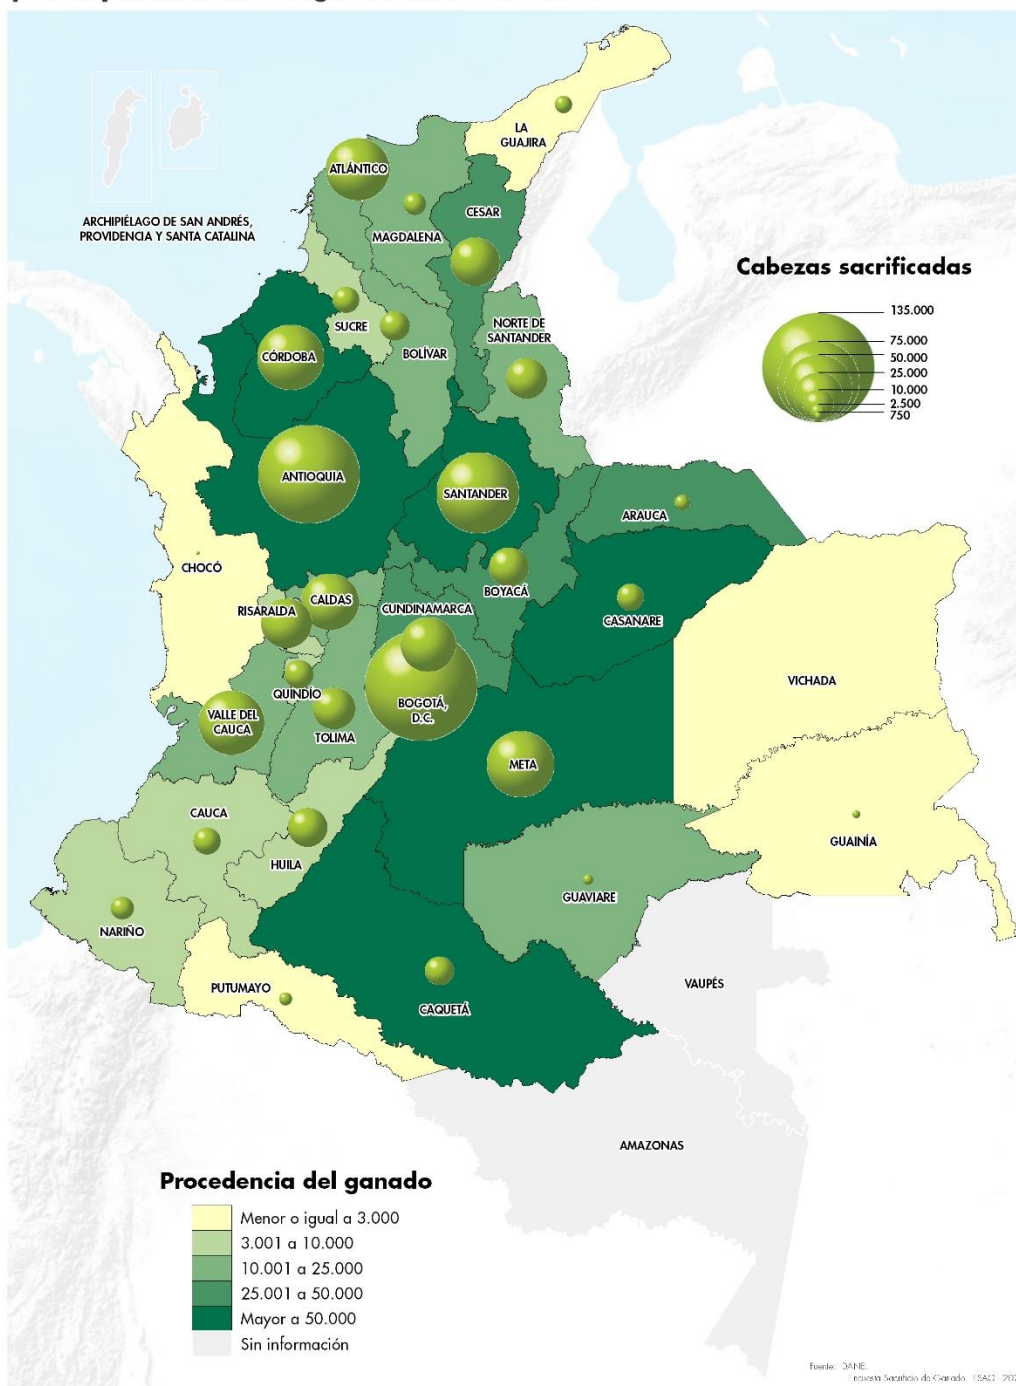 LA
GUAJIRA
ATLÁNTICO
CESAR
ARCHIPIÉLAGO DE SAN ANDRÉS,
PROVIDENCIA Y SANTA CATALINA
MAGDALENA
Cabezas sacrificadas
135.000
75.000
50.000
25.000
10.000
2.500
750
SUCRE
NORTE DE
SANTANDER
BOLÍVAR
CÓRDOBA
ANTIOQUIA
SANTANDER
ARAUCA
CHOCÓ
BOYACÁ
CALDAS
RISARALDA
CUNDINAMARCA
CASANARE
VICHADA
QUINDÍO
BOGOTÁ,
D.C.
VALLE DEL
CAUCA
TOLIMA
META
CAUCA
HUILA
GUAINÍA
GUAVIARE
NARIÑO
PUTUMAYO
VAUPÉS
CAQUETÁ
AMAZONAS
Procedencia del ganado
Menor o igual a 3.000
3.001 a 10.000
10.001 a 25.000
25.001 a 50.000
Mayor a 50.000
Sin información
Fuente: DANE.
Encuesta Sacrificio de Ganado